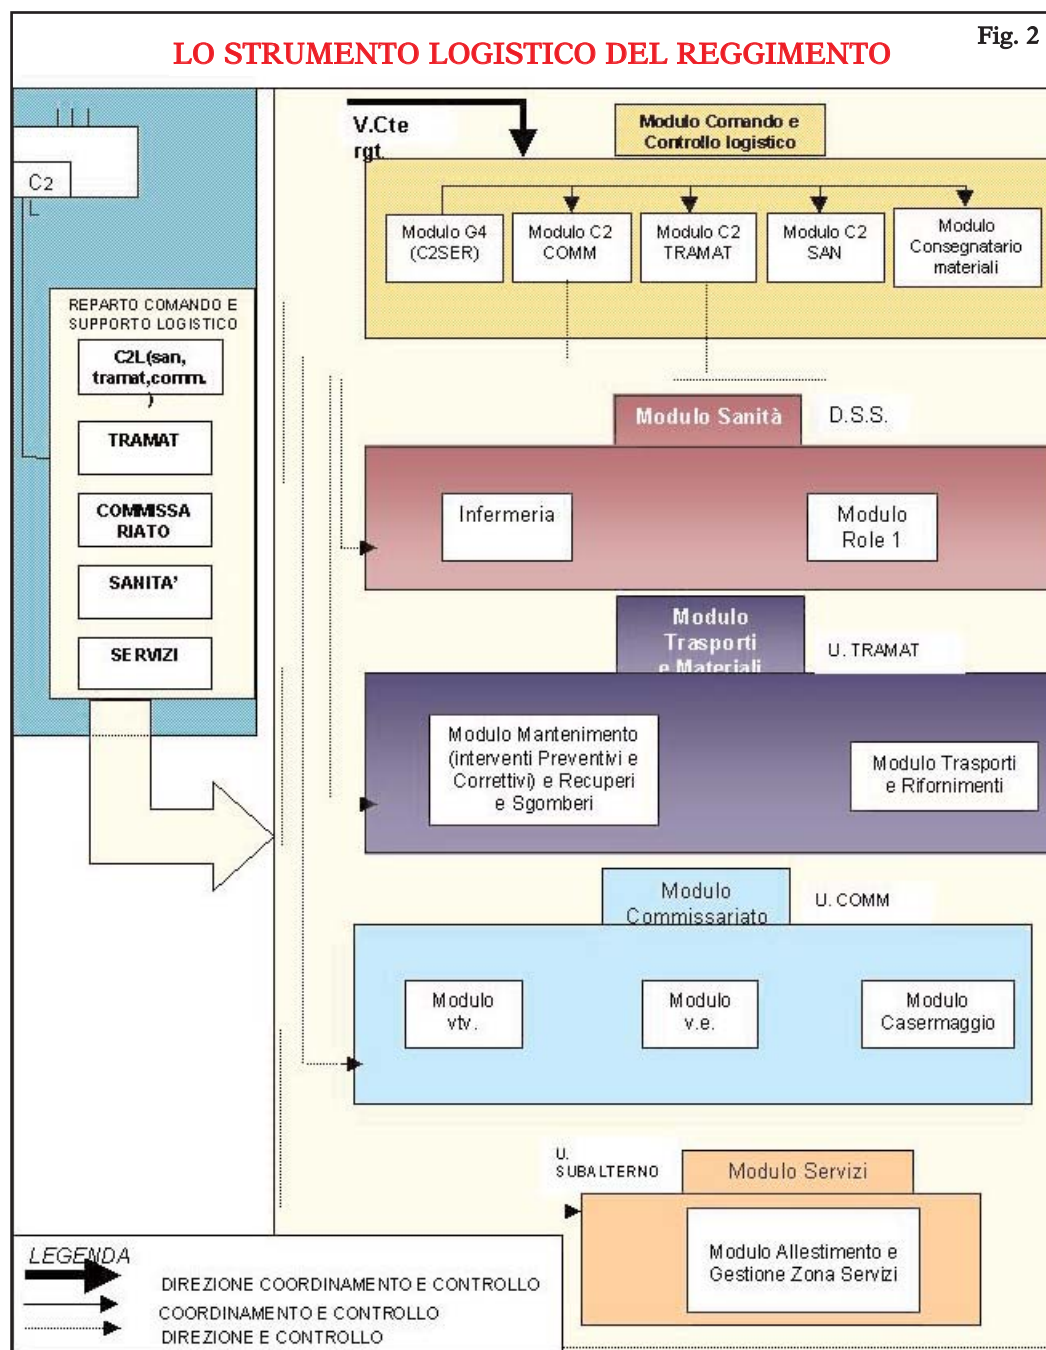 Fig. 2
LO STRUMENTO LOGISTICO DEL REGGIMENTO
C2
L
REPARTO COMANDO E
SUPPORTO LOGISTICO
C2L(san,
tramat,comm.
)
TRAMAT
COMMISSA
RIATO
SANITA'
SERVIZI
V.Cte
rgt.
Modulo Comando e
Controllo logistico
Modulo G4
(C2SER)
Modulo C2
COMM
Modulo C2
TRAMAT
Modulo C2
SAN
Modulo
Consegnatario
materiali
Modulo Sanità
D.S.S.
Infermeria
Modulo
Role 1
Modulo
Trasporti
e Materiali
U. TRAMAT
Modulo Mantenimento
(interventi Preventivi e
Correttivi) e Recuperi
e Sgomberi
Modulo Trasporti
e Rifornimenti
Modulo
Commissariato
U. COMM
Modulo
vtv.
Modulo
v.e.
Modulo
Casermaggio
U.
SUBALTERNO
Modulo Servizi
Modulo Allestimento e
Gestione Zona Servizi
LEGENDA
DIREZIONE COORDINAMENTO E CONTROLLO
COORDINAMENTO E CONTROLLO
DIREZIONE E CONTROLLO